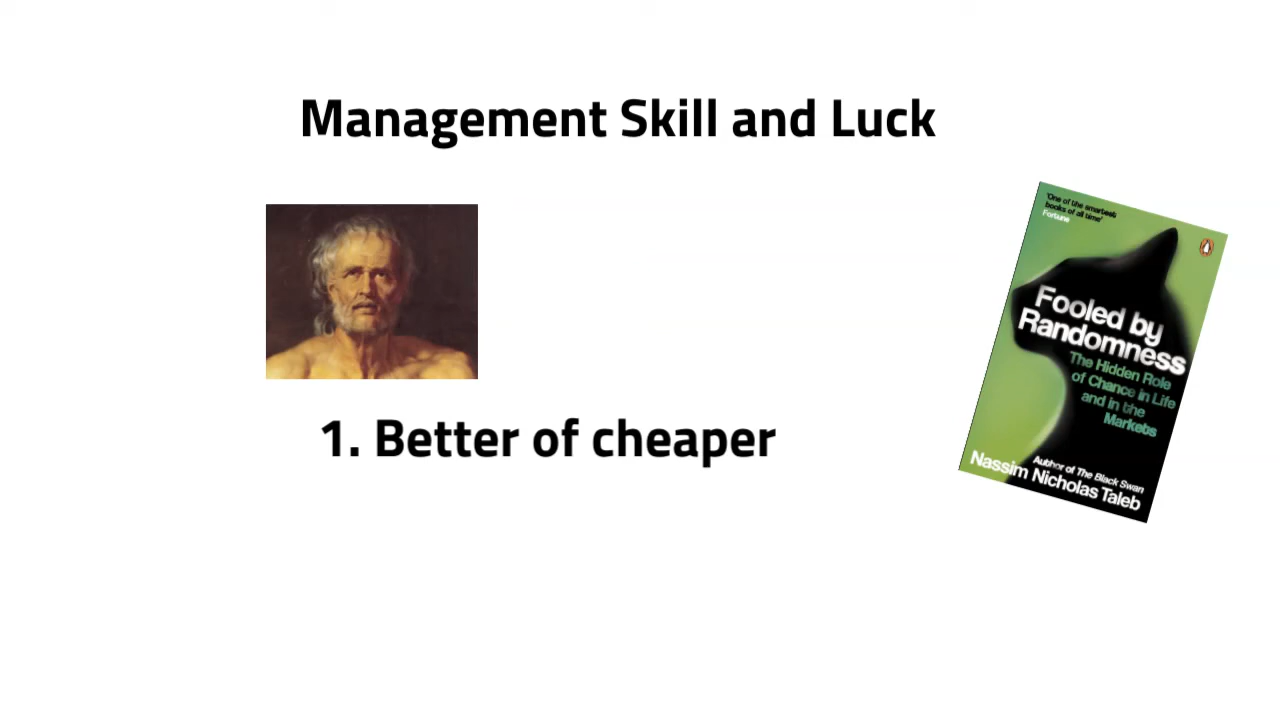 Management Skill and Luck
'One of the smartest
books of all time'
Fortune
Fooled by
Randomness
The Hidden Role
of Chance in Life
and in the
Markets
1. Better of cheaper
Author of The Black Swan
Nassim Nicholas Taleb